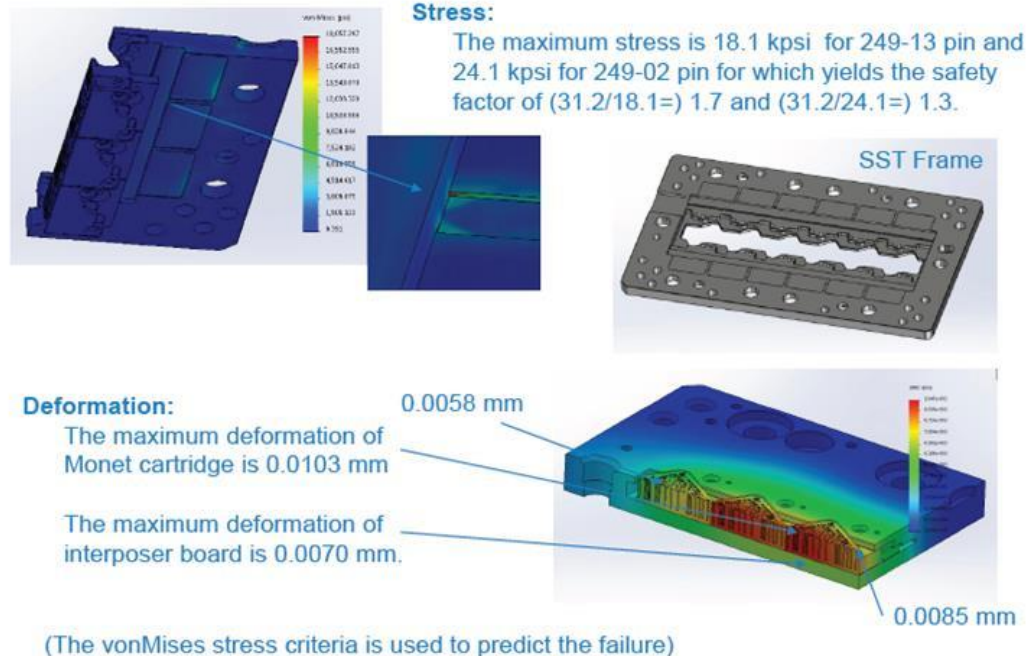 Stress:
The maximum stress is 18.1 kpsi for 249-13 pin and
24.1 kpsi for 249-02 pin for which yields the safety
factor of (31.2/18.1=) 1.7 and (31.2/24.1=) 1.3.
SST Frame
Deformation:
0.0058 mm
The maximum deformation of
Monet cartridge is 0.0103 mm
The maximum deformation of
interposer board is 0.0070 mm.
0.0085 mm
(The vonMises stress criteria is used to predict the failure)